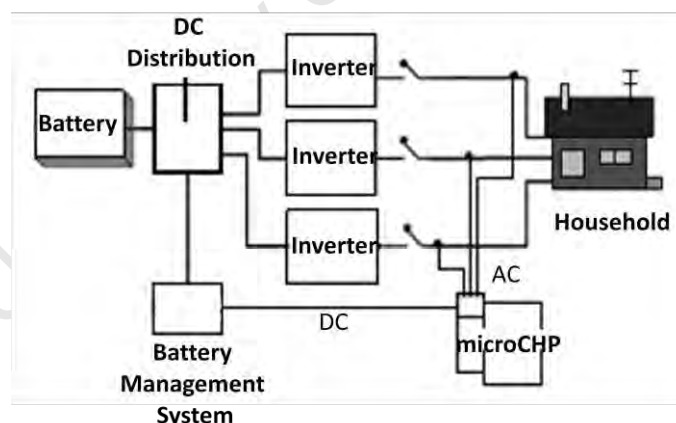 DC
Distribution
Battery
Inverter
Inverter
Inverter
Household
AC
DC
microCHP
Battery
Management
System